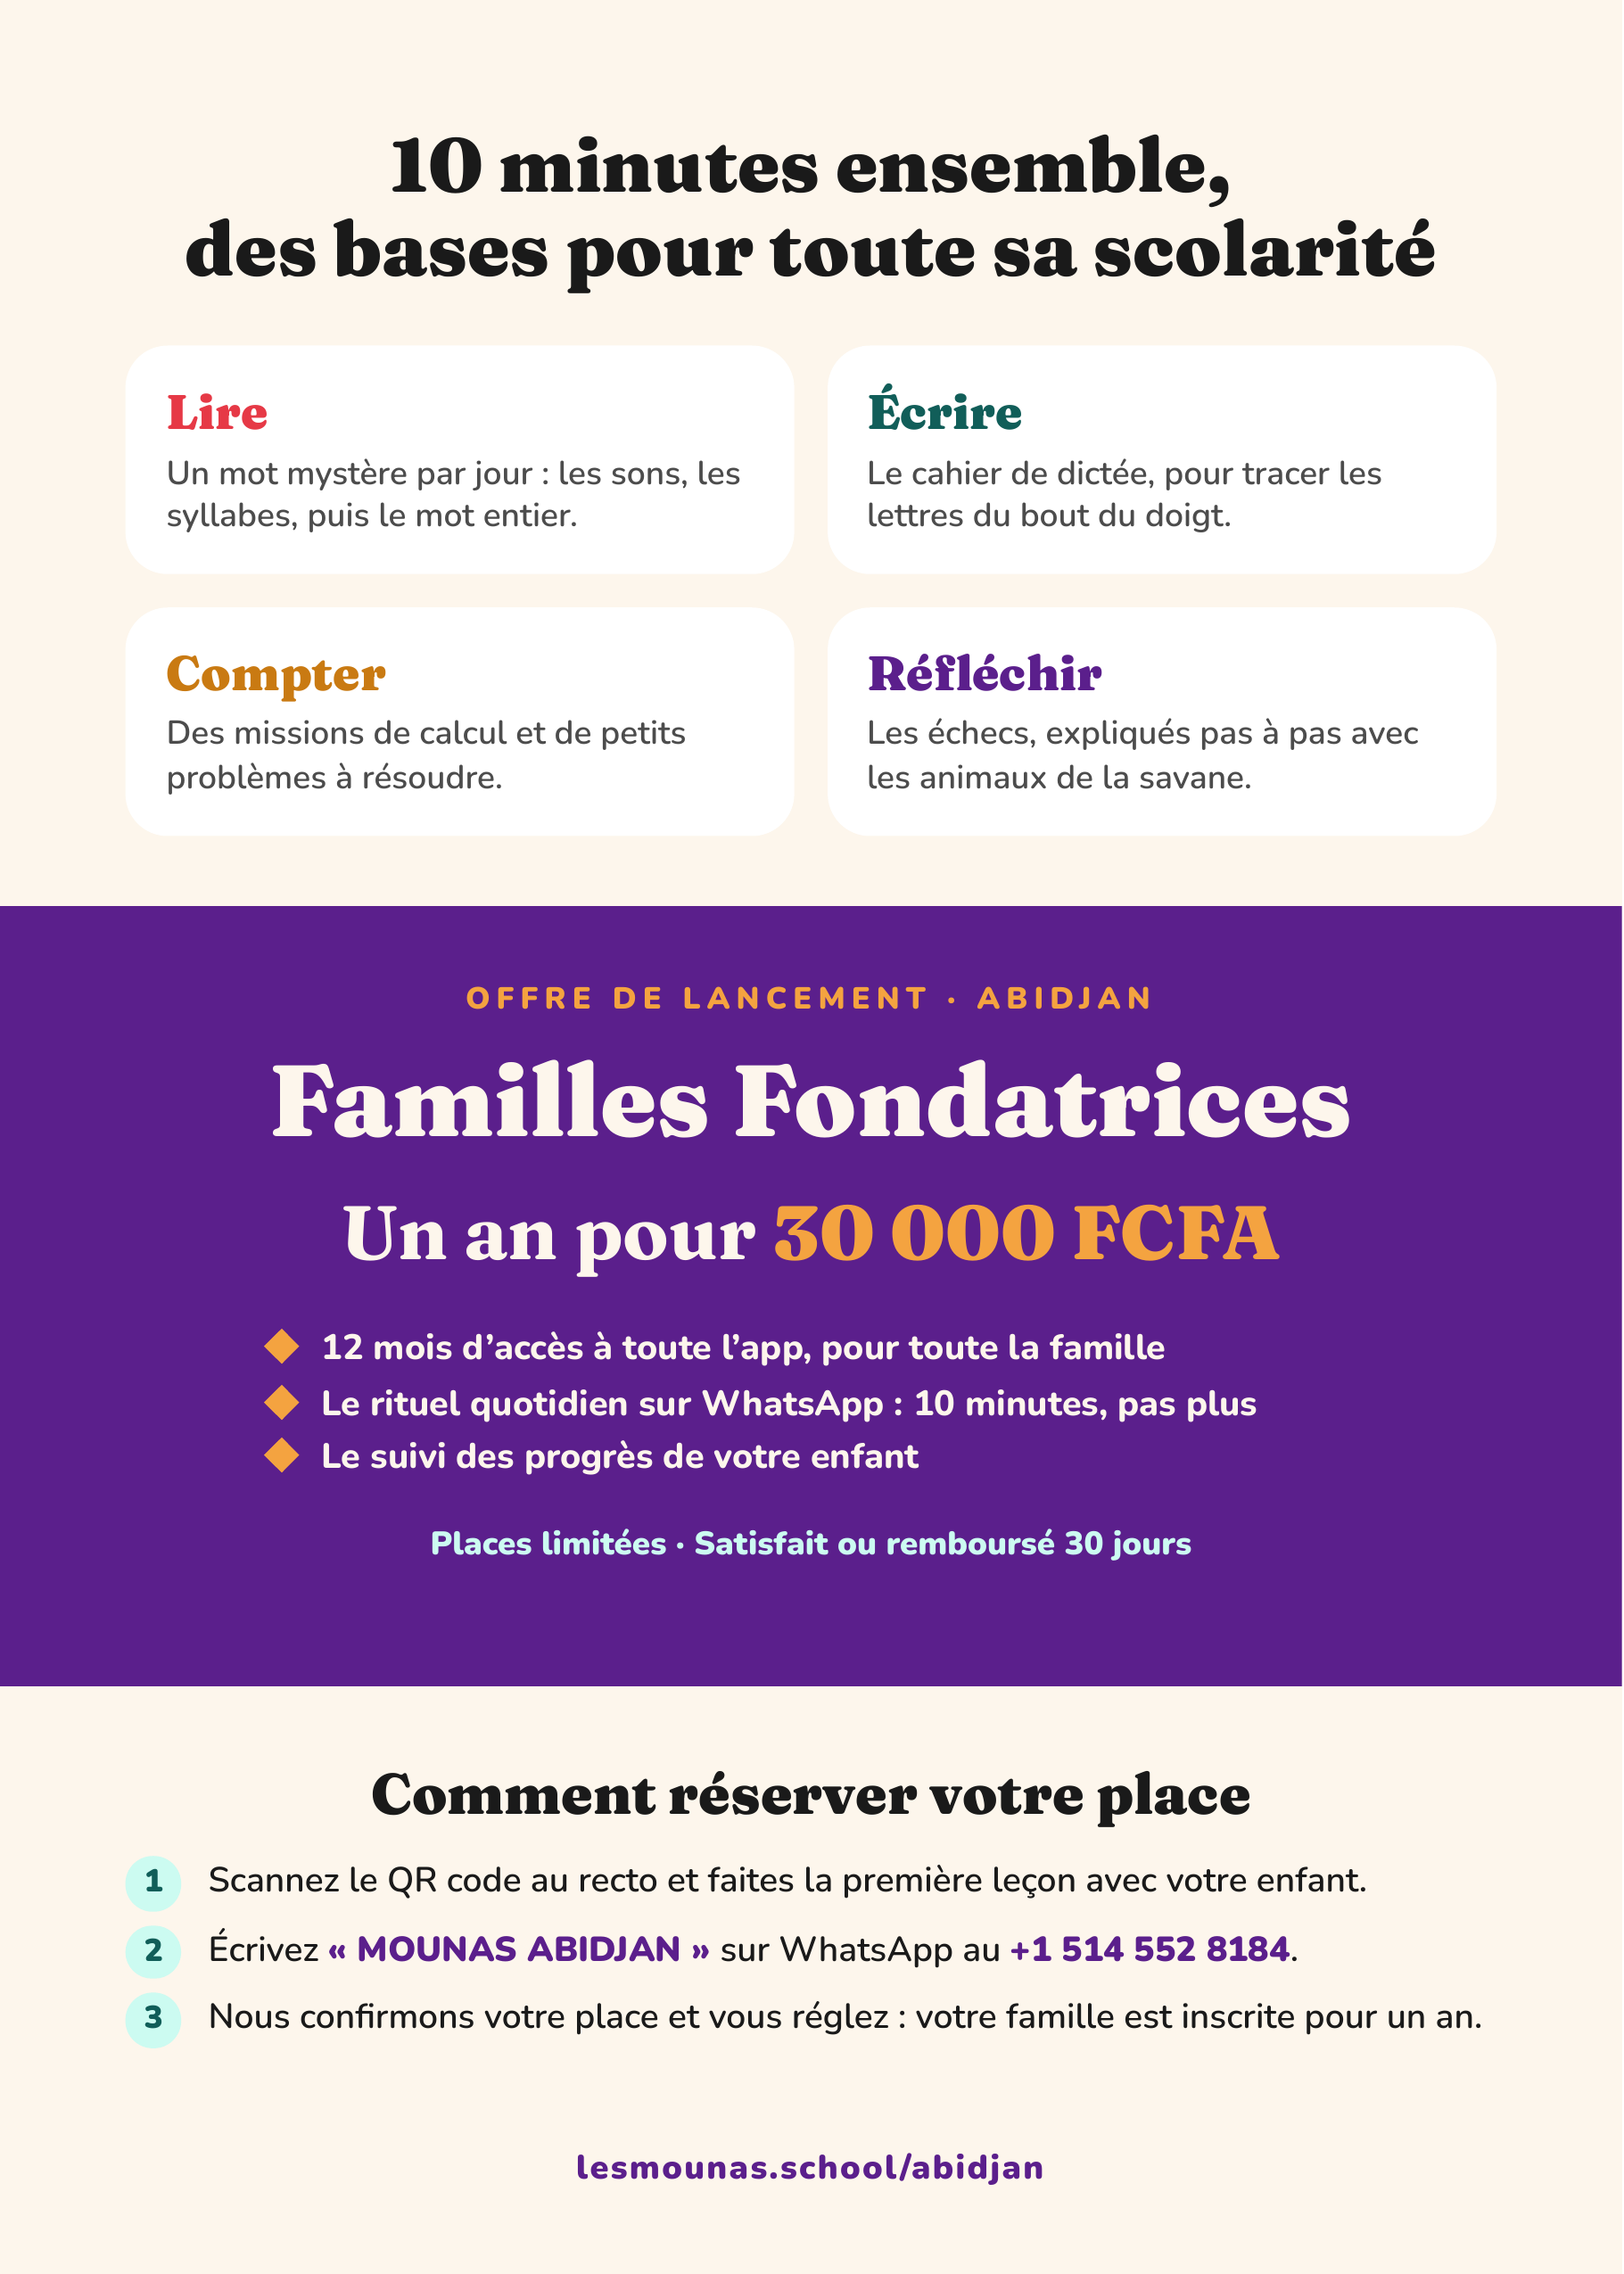 10 minutes ensemble,
des bases pour toute sa scolarité
Lire
Un mot mystère par jour : les sons, les
syllabes, puis le mot entier.
Écrire
Le cahier de dictée, pour tracer les
lettres du bout du doigt.
Compter
Des missions de calcul et de petits
problèmes à résoudre.
Réfléchir
Les échecs, expliqués pas à pas avec
les animaux de la savane.
OFFRE DE LANCEMENT · ABIDJAN
Familles Fondatrices
Un an pour 30 000 FCFA
12 mois d’accès à toute l’app, pour toute la famille
Le rituel quotidien sur WhatsApp : 10 minutes, pas plus
Le suivi des progrès de votre enfant
Places limitées · Satisfait ou remboursé 30 jours
Comment réserver votre place
1 Scannez le QR code au recto et faites la première leçon avec votre enfant.
2 Écrivez « MOUNAS ABIDJAN » sur WhatsApp au +1 514 552 8184.
3 Nous confirmons votre place et vous réglez : votre famille est inscrite pour un an.
lesmounas.school/abidjan